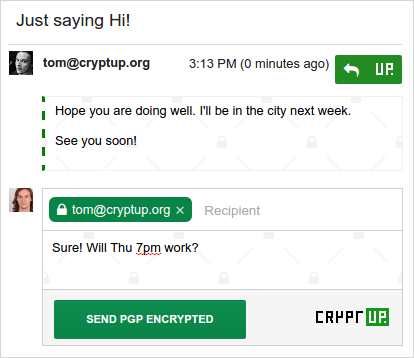 Just saying Hi!
tom@cryptup.org 3:13 PM (0 minutes ago) UP.
Hope you are doing well. I'll be in the city next week.
See you soon!
tom@cryptup.org × Recipient
Sure! Will Thu 7pm work?
SEND PGP ENCRYPTED CRYPTUP.